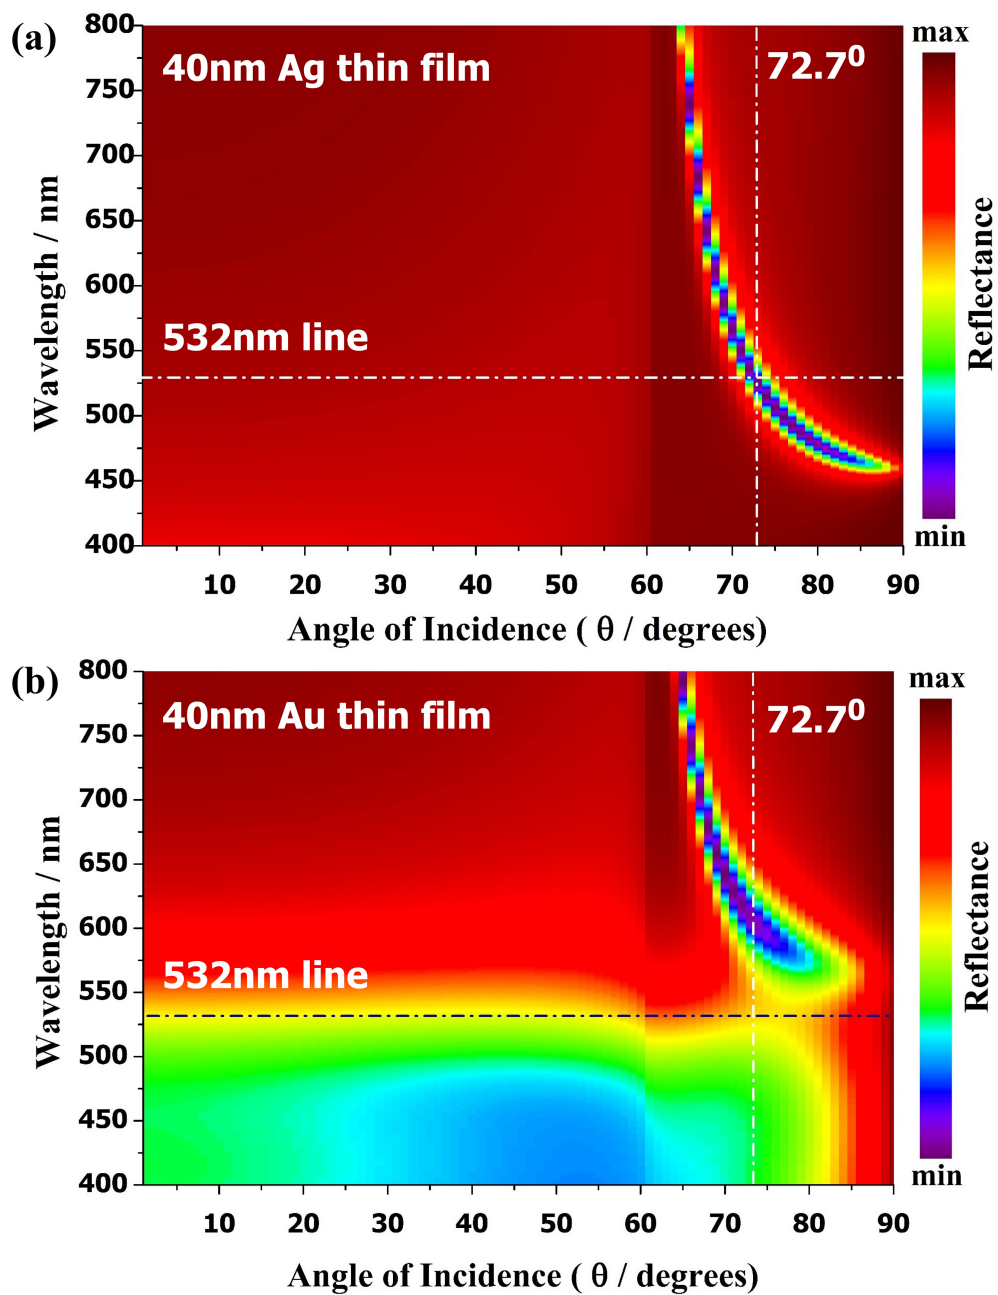 (a)
800
750
700
650
600
550
500
450
400
Wavelength / nm
40nm Ag thin film
72.7⁰
532nm line
10 20 30 40 50 60 70 80 90
Angle of Incidence ( θ / degrees)
max
Reflectance
min
(b)
800
750
700
650
600
550
500
450
400
Wavelength / nm
40nm Au thin film
72.7⁰
532nm line
10 20 30 40 50 60 70 80 90
Angle of Incidence ( θ / degrees)
max
Reflectance
min